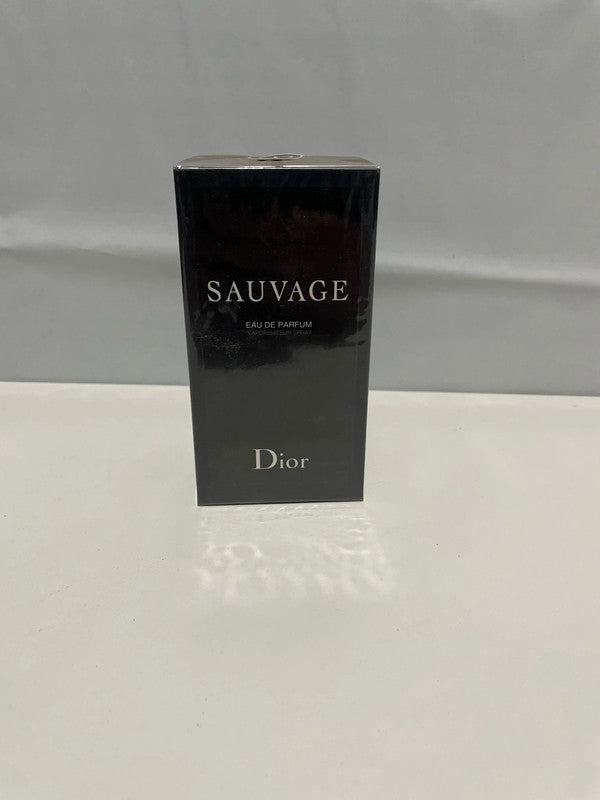 SAUVAGE
EAU DE PARFUM
VAPORISATEUR SPRAY
Dior